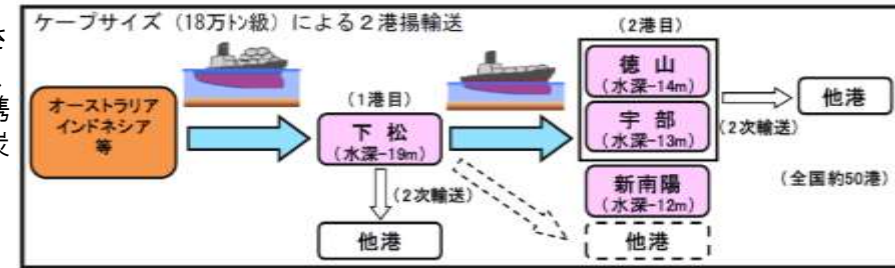 ケープサイズ（18万㌧級）による２港揚輸送
オーストラリア
インドネシア
等
（1港目）
下 松
（水深-19m）
（2次輸送）
他港
（2港目）
徳 山
（水深-14m）
宇 部
（水深-13m）
新南陽
（水深-12m）
他港
（2次輸送）
他港
（全国約50港）
携
炭